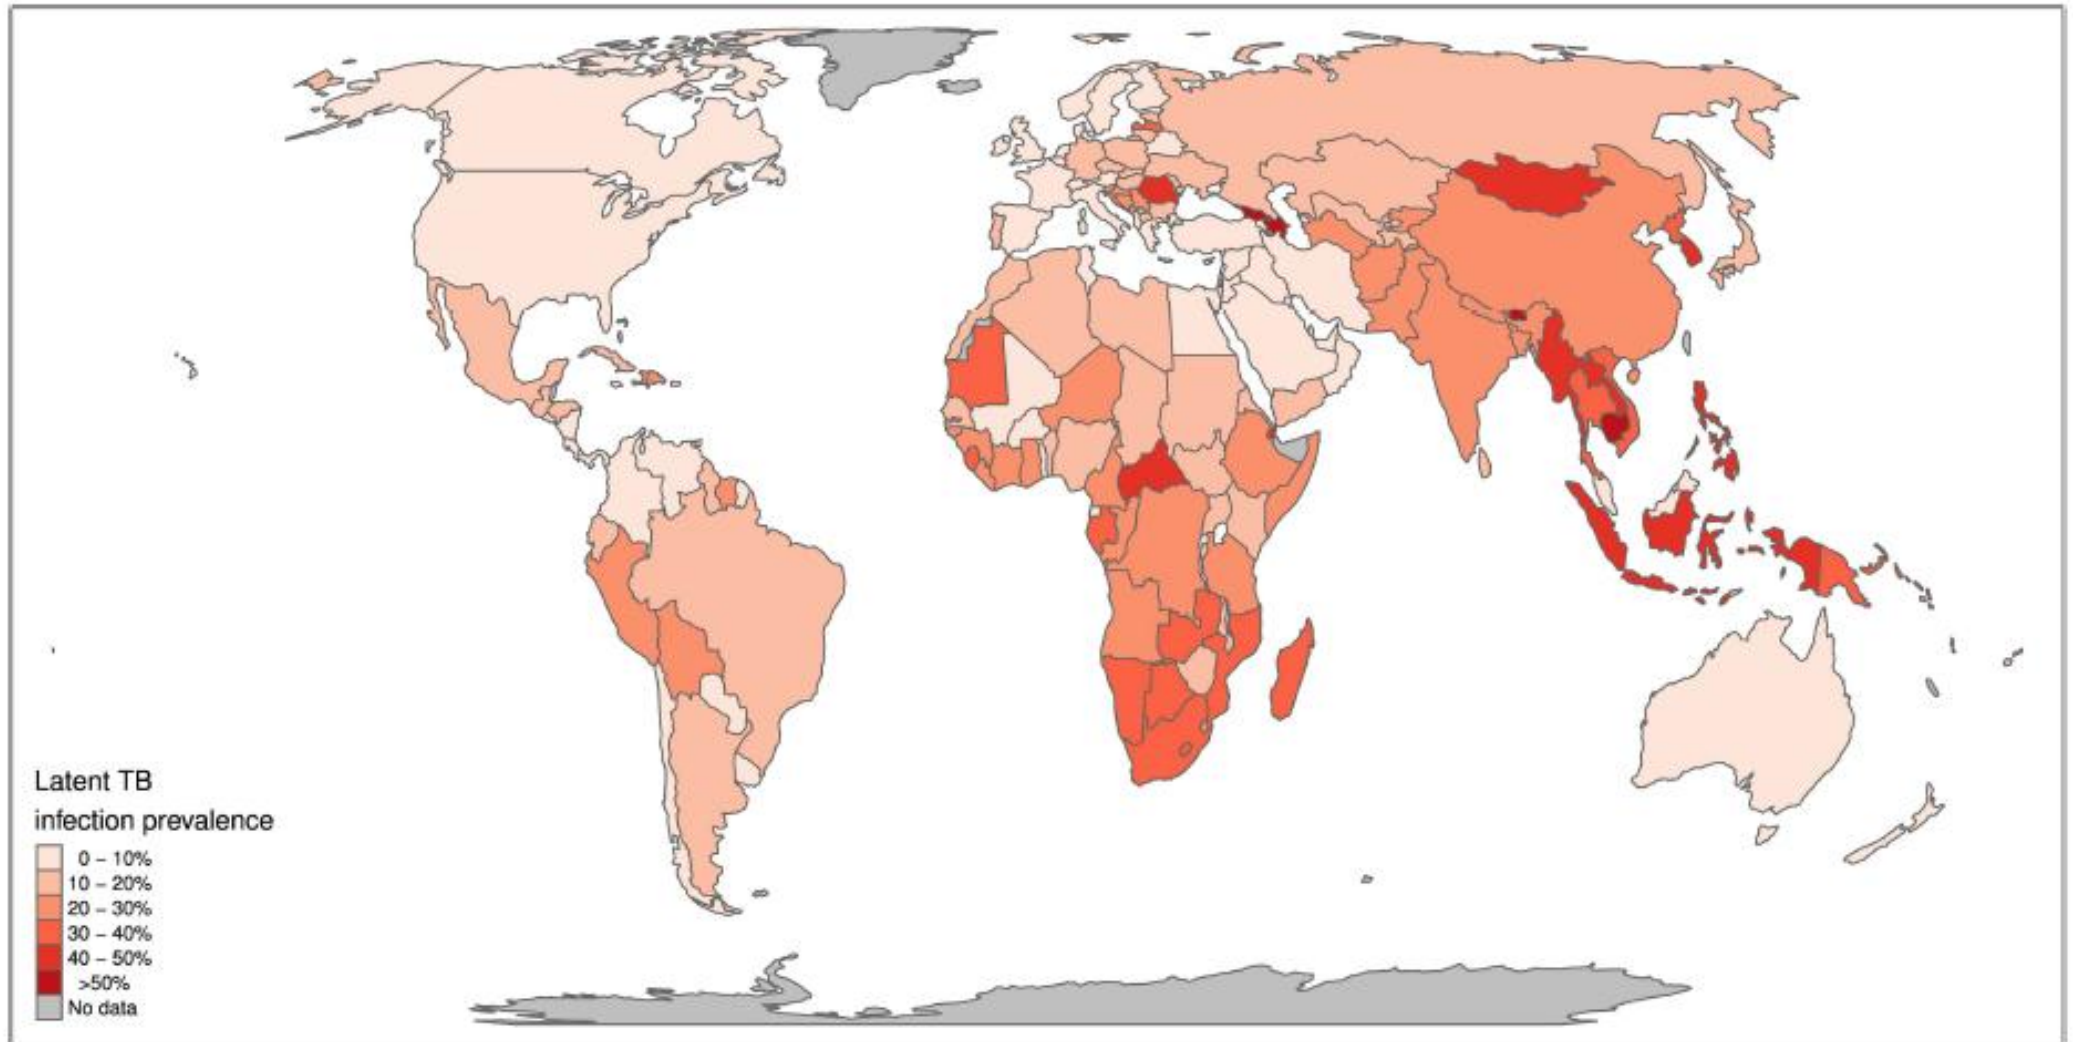 Latent TB
infection prevalence
0 – 10%
10 – 20%
20 – 30%
30 – 40%
40 – 50%
>50%
No data